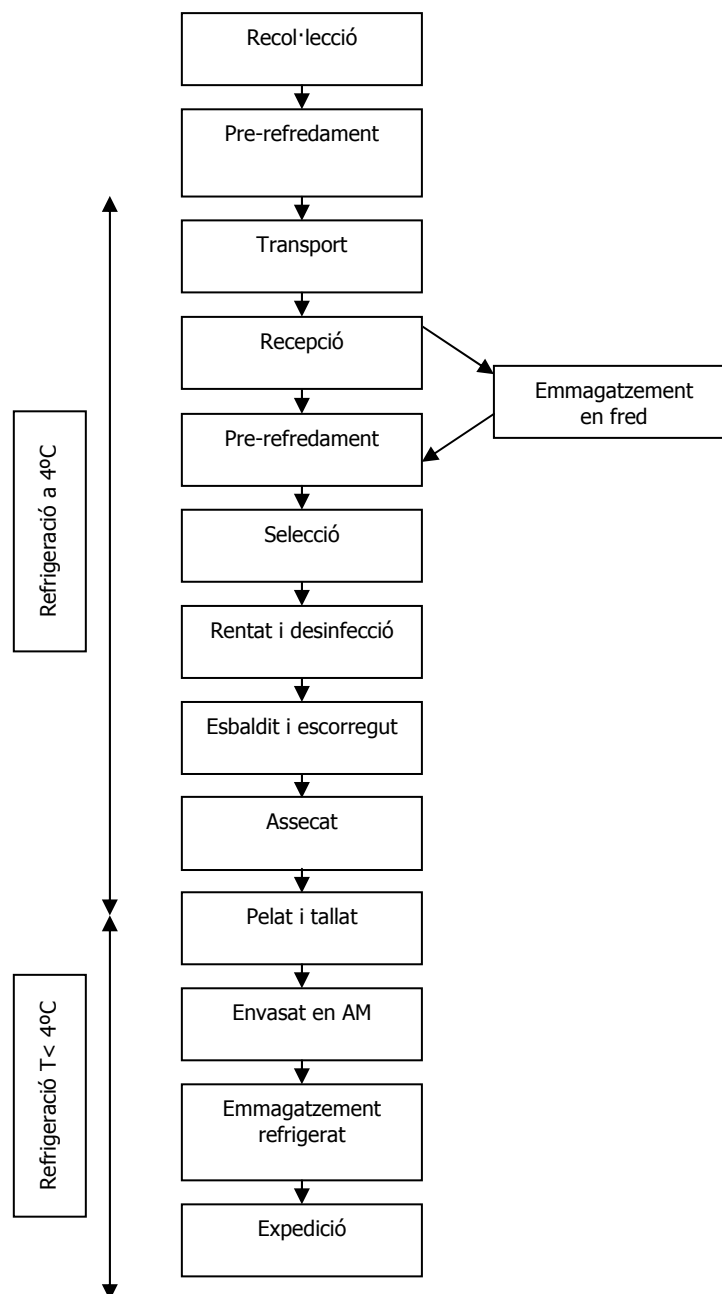 Recol·lecció
Pre-refredament
Transport
Recepció
Emmagatzement
en fred
Pre-refredament
Refrigeració a 4ºC
Selecció
Rentat i desinfecció
Esbaldit i escorregut
Assecat
Pelat i tallat
Envasat en AM
Refrigeració T< 4ºC
Emmagatzement
refrigerat
Expedició